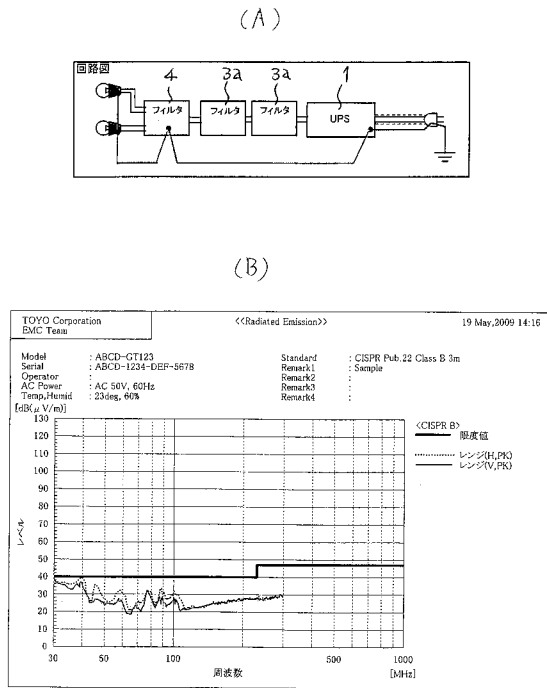 (A)
回路図
4 3a 3a 1
フィルタ フィルタ フィルタ UPS
(B)
TOYO Corporation <<Radiated Emission>> 19 May,2009 14:16
EMC Team
Model : ABCD-GT123 Standard : CISPR Pub.22 Class B 3m
Serial : ABCD-1234-DEF-5678 Remark1 : Sample
Operator : Remark2 :
AC Power : AC 50V, 60Hz Remark3 :
Temp,Humid : 23deg, 60% Remark4 :
[dB(μV/m)]
<CISPR B>
限度値
レンジ(H,PK)
レンジ(V,PK)
130
120
110
100
90
80
70
60
50
40
30
20
10
0
レベル
30 50 100 500 1000
周波数 [MHz]